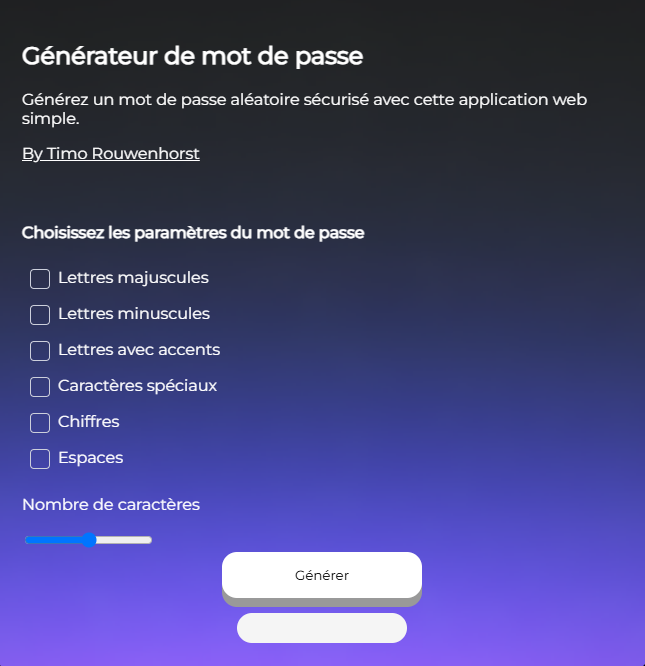 Générateur de mot de passe
Générez un mot de passe aléatoire sécurisé avec cette application web
simple.
By Timo Rouwenhorst
Choisissez les paramètres du mot de passe
Lettres majuscules
Lettres minuscules
Lettres avec accents
Caractères spéciaux
Chiffres
Espaces
Nombre de caractères
Générer